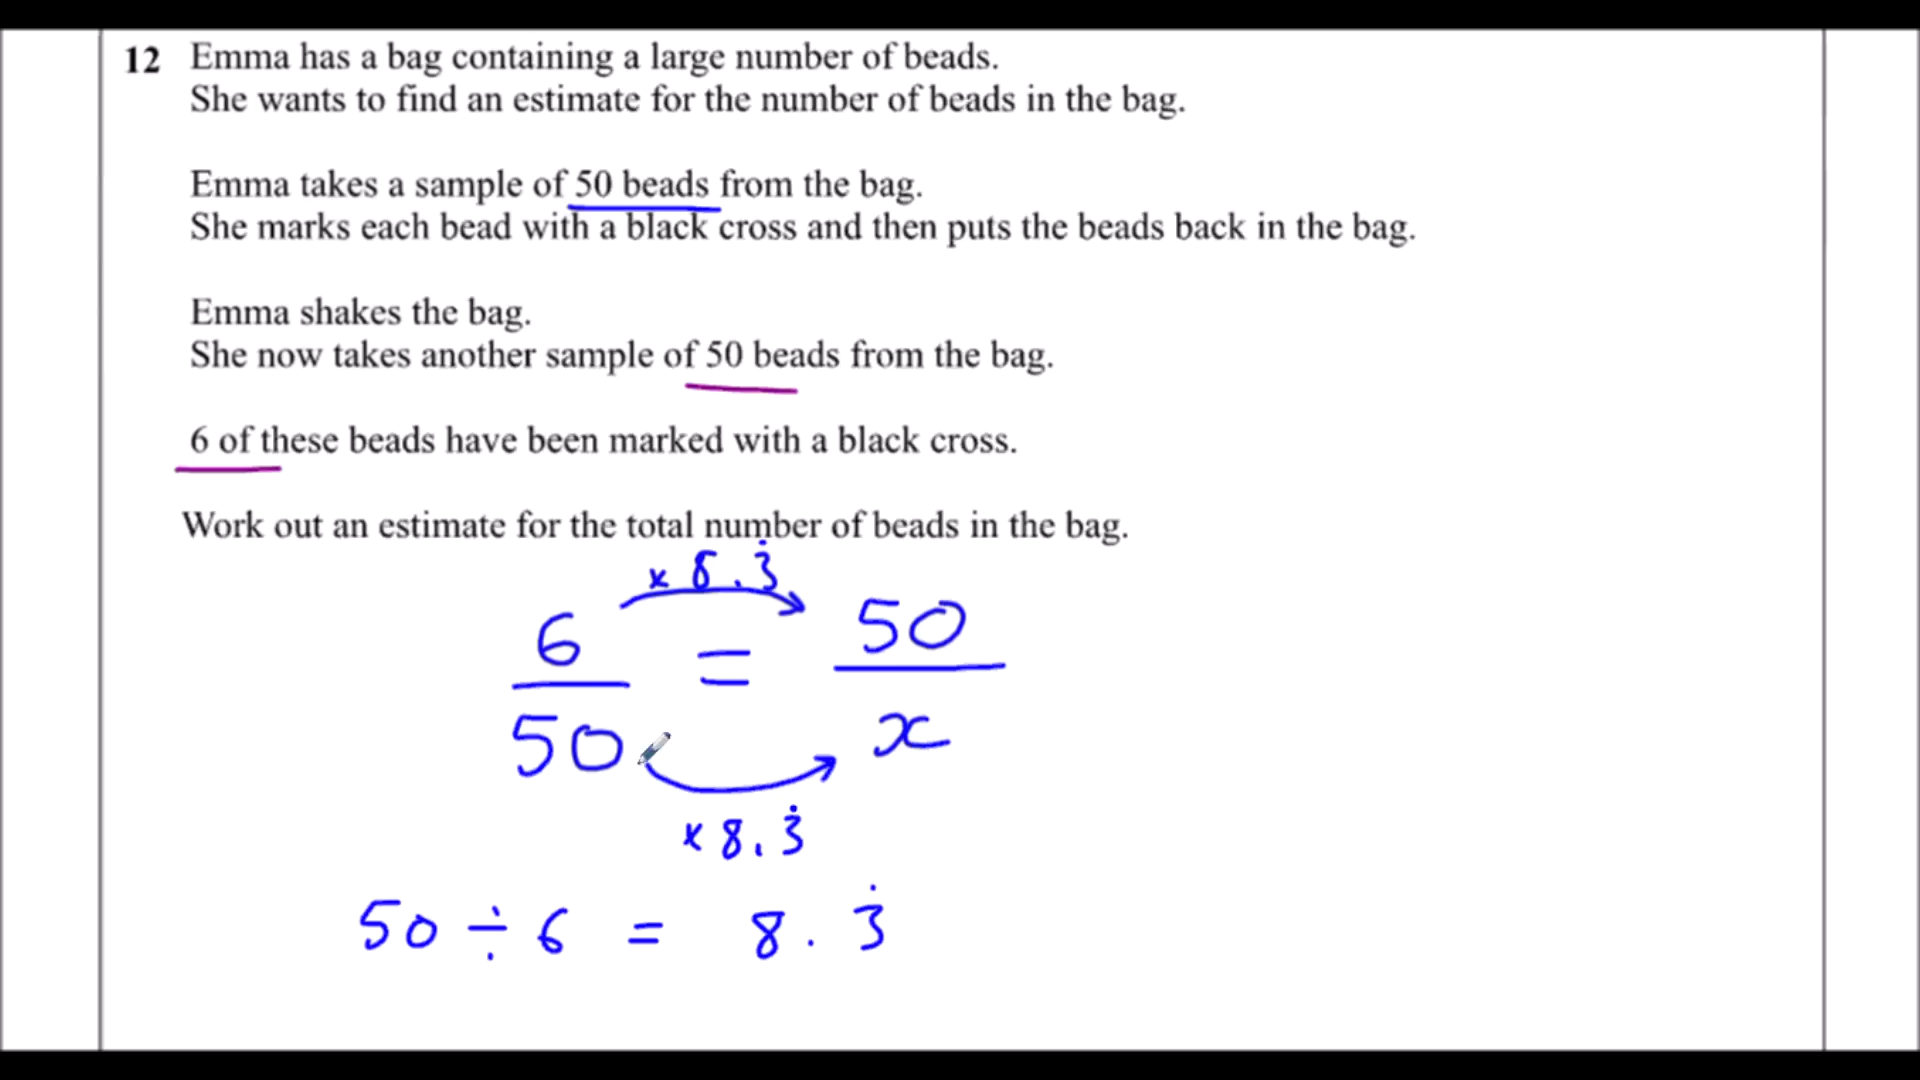 12 Emma has a bag containing a large number of beads.
She wants to find an estimate for the number of beads in the bag.
Emma takes a sample of 50 beads from the bag.
She marks each bead with a black cross and then puts the beads back in the bag.
Emma shakes the bag.
She now takes another sample of 50 beads from the bag.
6 of these beads have been marked with a black cross.
Work out an estimate for the total number of beads in the bag.
× 8.3̇
6/50 = 50/x
× 8.3̇
50 ÷ 6 = 8.3̇